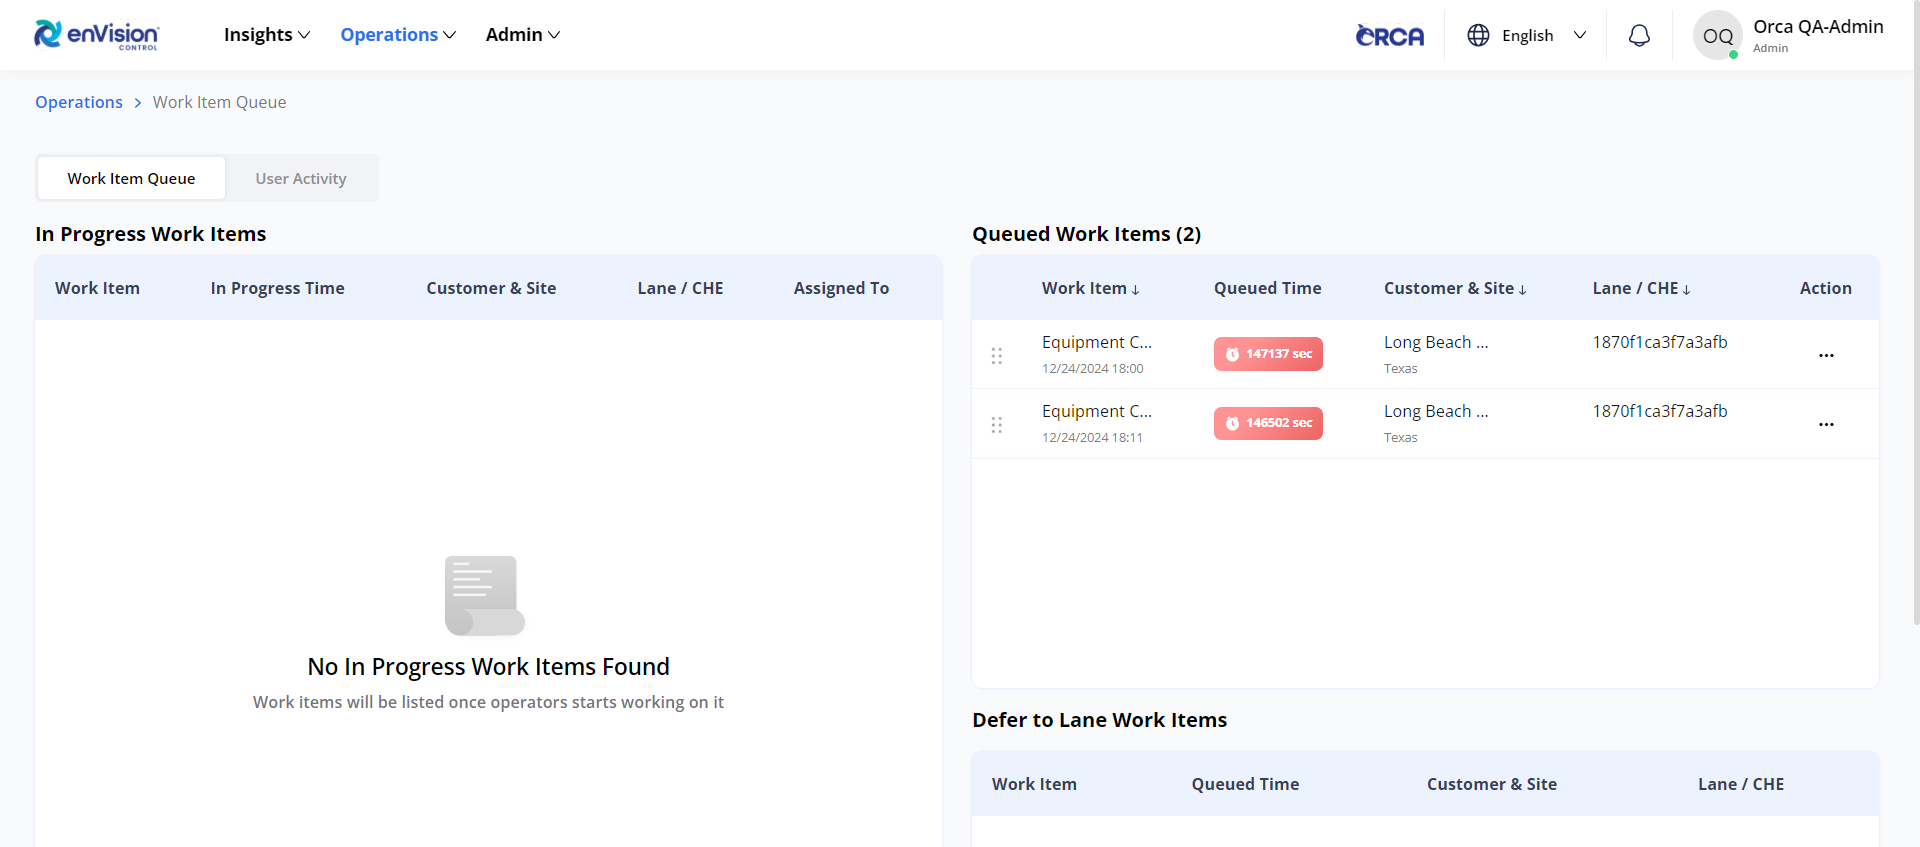 enVision
CONTROL
Insights
Operations
Admin
ORCA
English
OQ
Orca QA-Admin
Admin
Operations > Work Item Queue
Work Item Queue
User Activity
In Progress Work Items
Work Item
In Progress Time
Customer & Site
Lane / CHE
Assigned To
No In Progress Work Items Found
Work items will be listed once operators starts working on it
Queued Work Items (2)
Work Item ↓
Queued Time
Customer & Site ↓
Lane / CHE ↓
Action
Equipment C...
12/24/2024 18:00
147137 sec
Long Beach ...
Texas
1870f1ca3f7a3afb
...
Equipment C...
12/24/2024 18:11
146502 sec
Long Beach ...
Texas
1870f1ca3f7a3afb
...
Defer to Lane Work Items
Work Item
Queued Time
Customer & Site
Lane / CHE